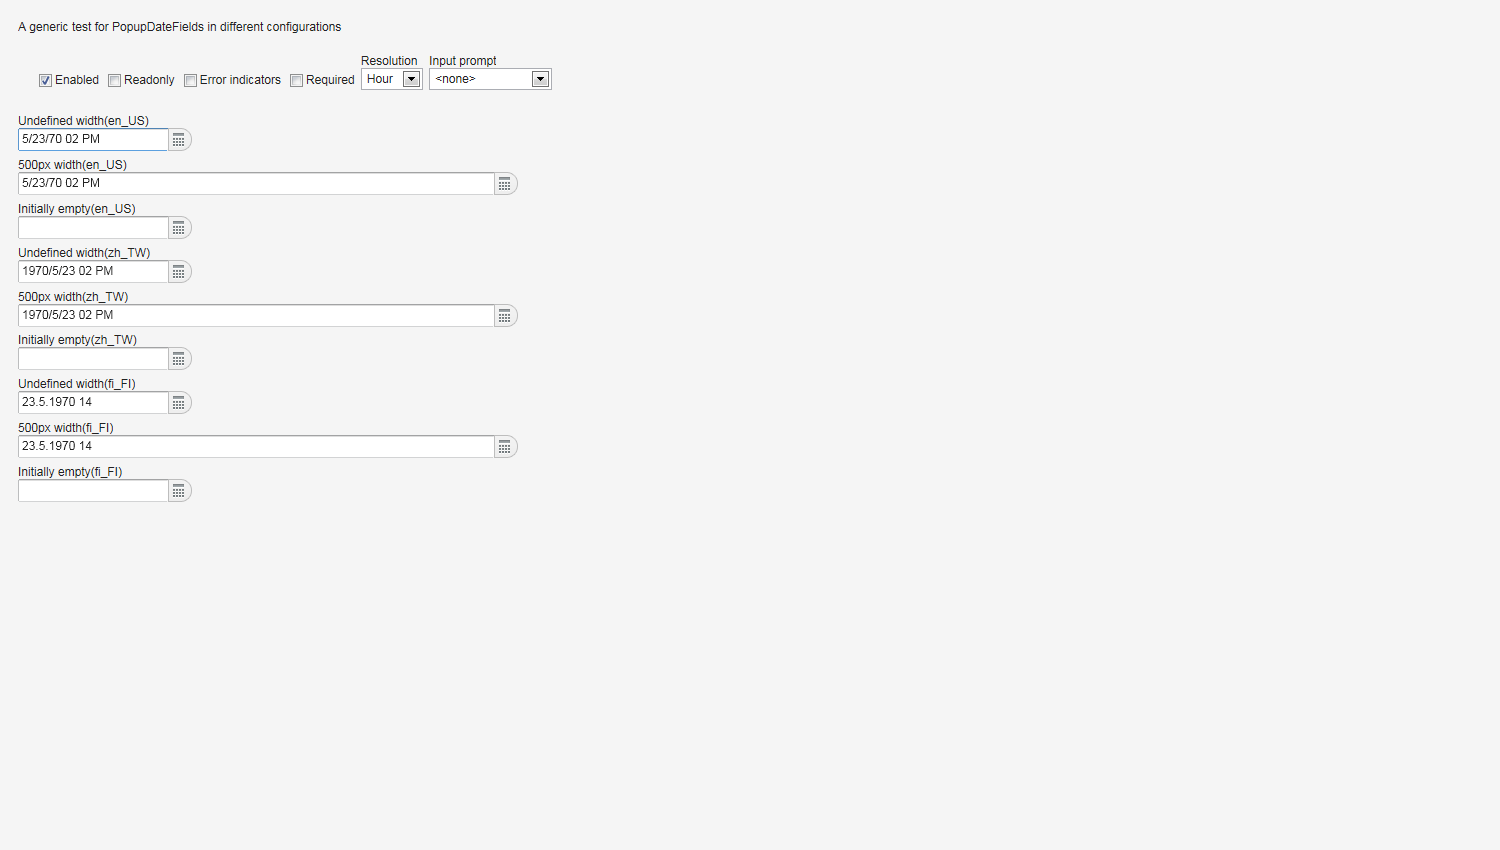 A generic test for PopupDateFields in different configurations
Resolution Input prompt
Enabled Readonly Error indicators Required Hour <none>
Undefined width(en_US)
5/23/70 02 PM
500px width(en_US)
5/23/70 02 PM
Initially empty(en_US)
Undefined width(zh_TW)
1970/5/23 02 PM
500px width(zh_TW)
1970/5/23 02 PM
Initially empty(zh_TW)
Undefined width(fi_FI)
23.5.1970 14
500px width(fi_FI)
23.5.1970 14
Initially empty(fi_FI)